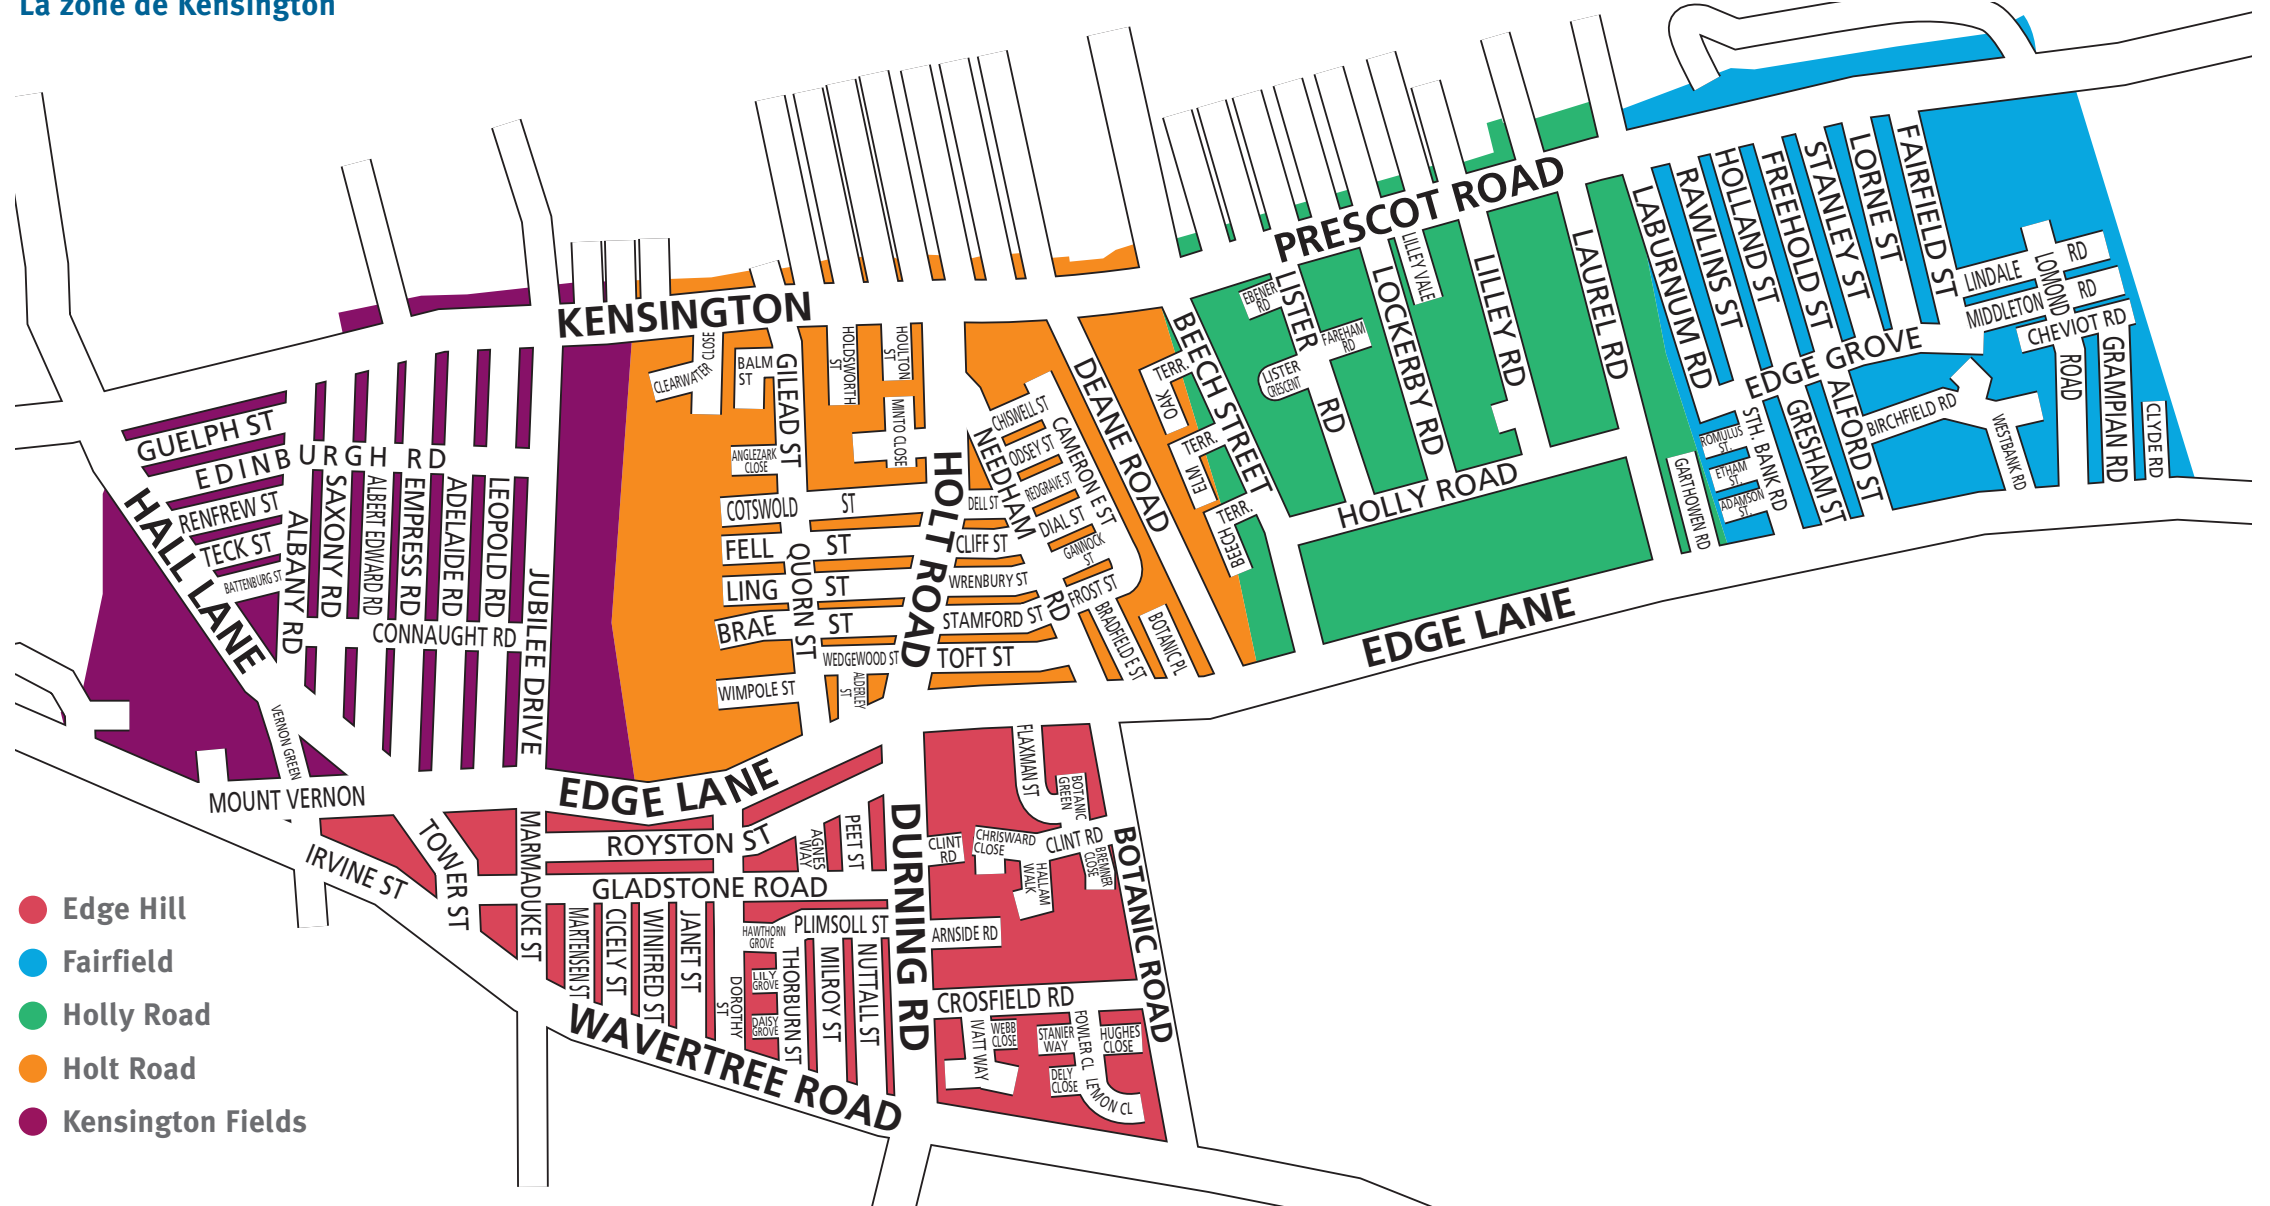 La zone de Kensington
KENSINGTON
PRESCOT ROAD
GUELPH ST
EDINBURGH RD
RENFREW ST
TECK ST
BATTENBURG ST
HALL LANE
ALBANY RD
SAXONY RD
ALBERT EDWARD RD
EMPRESS RD
ADELAIDE RD
LEOPOLD RD
JUBILEE DRIVE
CONNAUGHT RD
VERNON GREEN
MOUNT VERNON
IRVINE ST
TOWER ST
MARMADUKE ST
CLEARWATER CLOSE
BALM ST
GILEAD ST
HOLDSWORTH ST
HOULTON ST
MINTO CLOSE
ANGLEZARK CLOSE
COTSWOLD ST
FELL ST
LING ST
BRAE ST
QUORN ST
WEDGEWOOD ST
WIMPOLE ST
ALDERLEY ST
HOLT ROAD
NEEDHAM RD
CHISWELL ST
ODSEY ST
REDGRAVE ST
DIAL ST
GANNOCK ST
FROST ST
CAMERON E ST
DELL ST
CLIFF ST
WRENBURY ST
STAMFORD ST
TOFT ST
BRADFIELD E ST
BOTANIC PL
DEANE ROAD
OAK TERR.
ELM TERR.
BEECH TERR.
BEECH STREET
EBENER RD
LISTER RD
LISTER CRESCENT
FAREHAM RD
LOCKERBY RD
LILLEY VALE
LILLEY RD
LAUREL RD
HOLLY ROAD
EDGE LANE
GARTHOWEN RD
LABURNUM RD
RAWLINS ST
HOLLAND ST
FREEHOLD ST
STANLEY ST
LORNE ST
FAIRFIELD ST
EDGE GROVE
ROMULUS ST.
ETHAM ST.
ADAMSON ST.
STH. BANK RD
GRESHAM ST
ALFORD ST
BIRCHFIELD RD
WESTBANK RD
LINDALE RD
MIDDLETON RD
LOMOND ROAD
CHEVIOT RD
GRAMPIAN RD
CLYDE RD
EDGE LANE
ROYSTON ST
AGNES WAY
PEET ST
GLADSTONE ROAD
MARTENSEN ST
CICELY ST
WINIFRED ST
JANET ST
DOROTHY ST
HAWTHORN GROVE
PLIMSOLL ST
LILY GROVE
DAISY GROVE
THORBURN ST
MILROY ST
NUTTALL ST
WAVERTREE ROAD
DURNING RD
FLAXMAN ST
BOTANIC GREEN
CLINT RD
CHRISWARD CLOSE
CLINT RD
HALLAM WALK
BREMNER CLOSE
ARNSIDE RD
BOTANIC ROAD
CROSFIELD RD
IVATT WAY
WEBB CLOSE
STANIER WAY
FOWLER CL
HUGHES CLOSE
DELY CLOSE
LEMON CL
Edge Hill
Fairfield
Holly Road
Holt Road
Kensington Fields